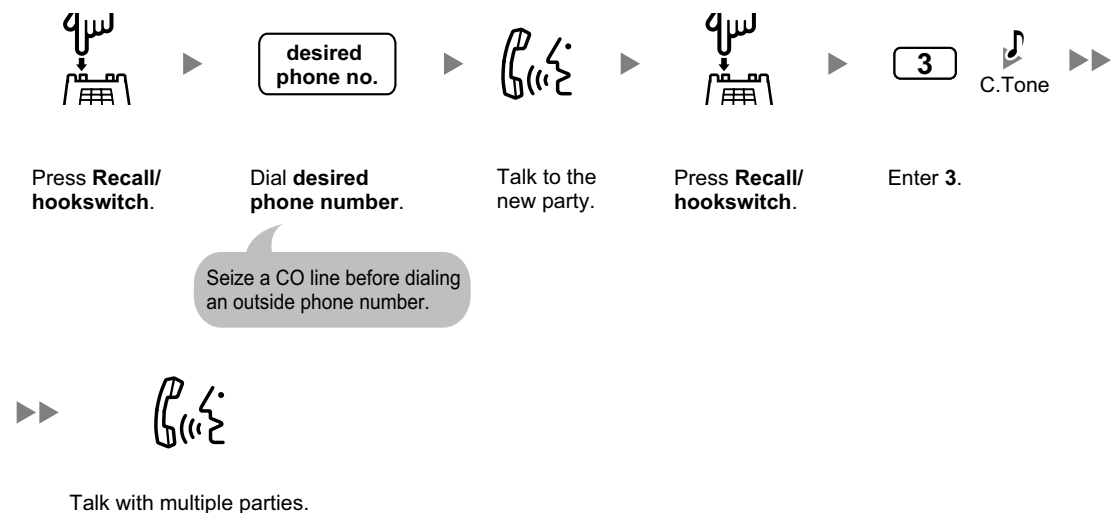 desired
phone no.
3
C.Tone
Press Recall/
hookswitch.
Dial desired
phone number.
Talk to the
new party.
Press Recall/
hookswitch.
Enter 3.
Seize a CO line before dialing
an outside phone number.
Talk with multiple parties.